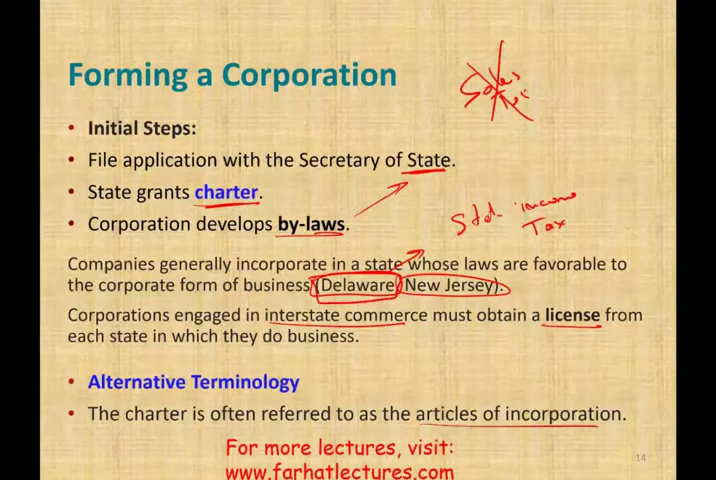 Forming a Corporation
Sales
Tax
• Initial Steps:
• File application with the Secretary of State.
• State grants charter.
• Corporation develops by-laws.
income
Tax
Companies generally incorporate in a state whose laws are favorable to
the corporate form of business (Delaware, New Jersey).
Corporations engaged in interstate commerce must obtain a license from
each state in which they do business.
• Alternative Terminology
• The charter is often referred to as the articles of incorporation.
For more lectures, visit:
www.farhatlectures.com
14